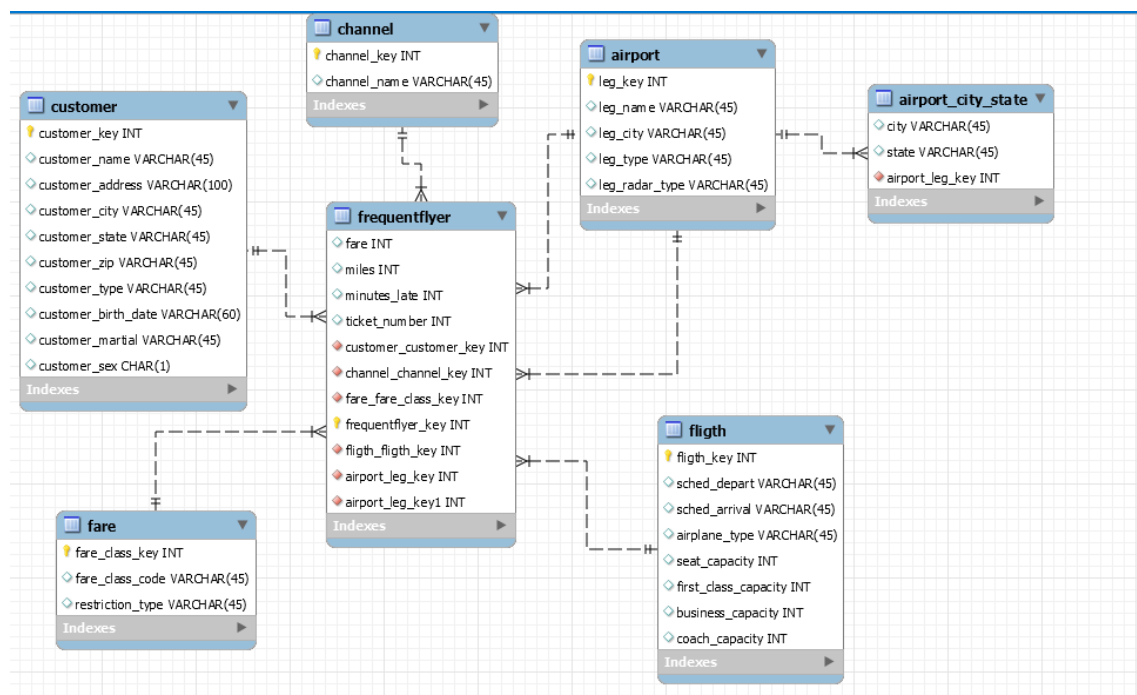 channel
channel_key INT
channel_name VARCHAR(45)
Indexes
customer
customer_key INT
customer_name VARCHAR(45)
customer_address VARCHAR(100)
customer_city VARCHAR(45)
customer_state VARCHAR(45)
customer_zip VARCHAR(45)
customer_type VARCHAR(45)
customer_birth_date VARCHAR(60)
customer_martial VARCHAR(45)
customer_sex CHAR(1)
Indexes
airport
leg_key INT
leg_name VARCHAR(45)
leg_city VARCHAR(45)
leg_type VARCHAR(45)
leg_radar_type VARCHAR(45)
Indexes
airport_city_state
city VARCHAR(45)
state VARCHAR(45)
airport_leg_key INT
Indexes
frequentflyer
fare INT
miles INT
minutes_late INT
ticket_number INT
customer_customer_key INT
channel_channel_key INT
fare_fare_class_key INT
frequentflyer_key INT
fligth_fligth_key INT
airport_leg_key INT
airport_leg_key1 INT
Indexes
fare
fare_class_key INT
fare_class_code VARCHAR(45)
restriction_type VARCHAR(45)
Indexes
fligth
fligth_key INT
sched_depart VARCHAR(45)
sched_arrival VARCHAR(45)
airplane_type VARCHAR(45)
seat_capacity INT
first_class_capacity INT
business_capacity INT
coach_capacity INT
Indexes